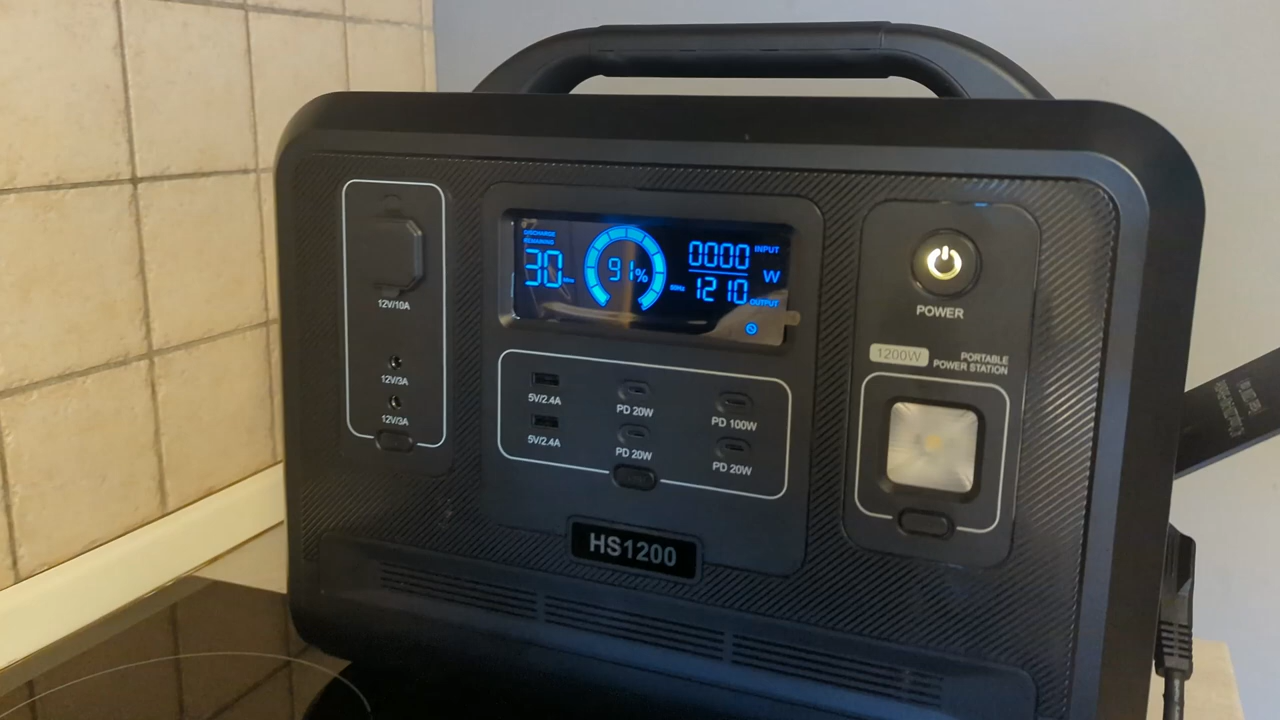 12V/10A
12V/3A
12V/3A
DISCHARGE
REMAINING
30
91%
0000 INPUT
W
1210 OUTPUT
5V/2.4A
5V/2.4A
PD 20W
PD 20W
PD 100W
PD 20W
HS1200
POWER
1200W
PORTABLE
POWER STATION